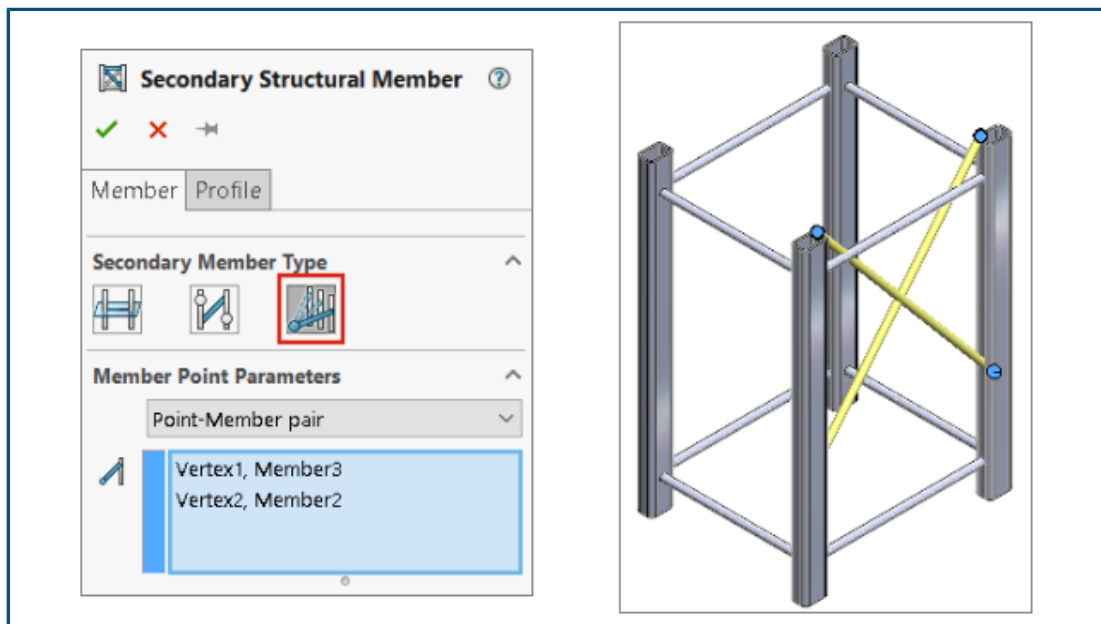 Secondary Structural Member
Member Profile
Secondary Member Type
Member Point Parameters
Point-Member pair
Vertex1, Member3
Vertex2, Member2